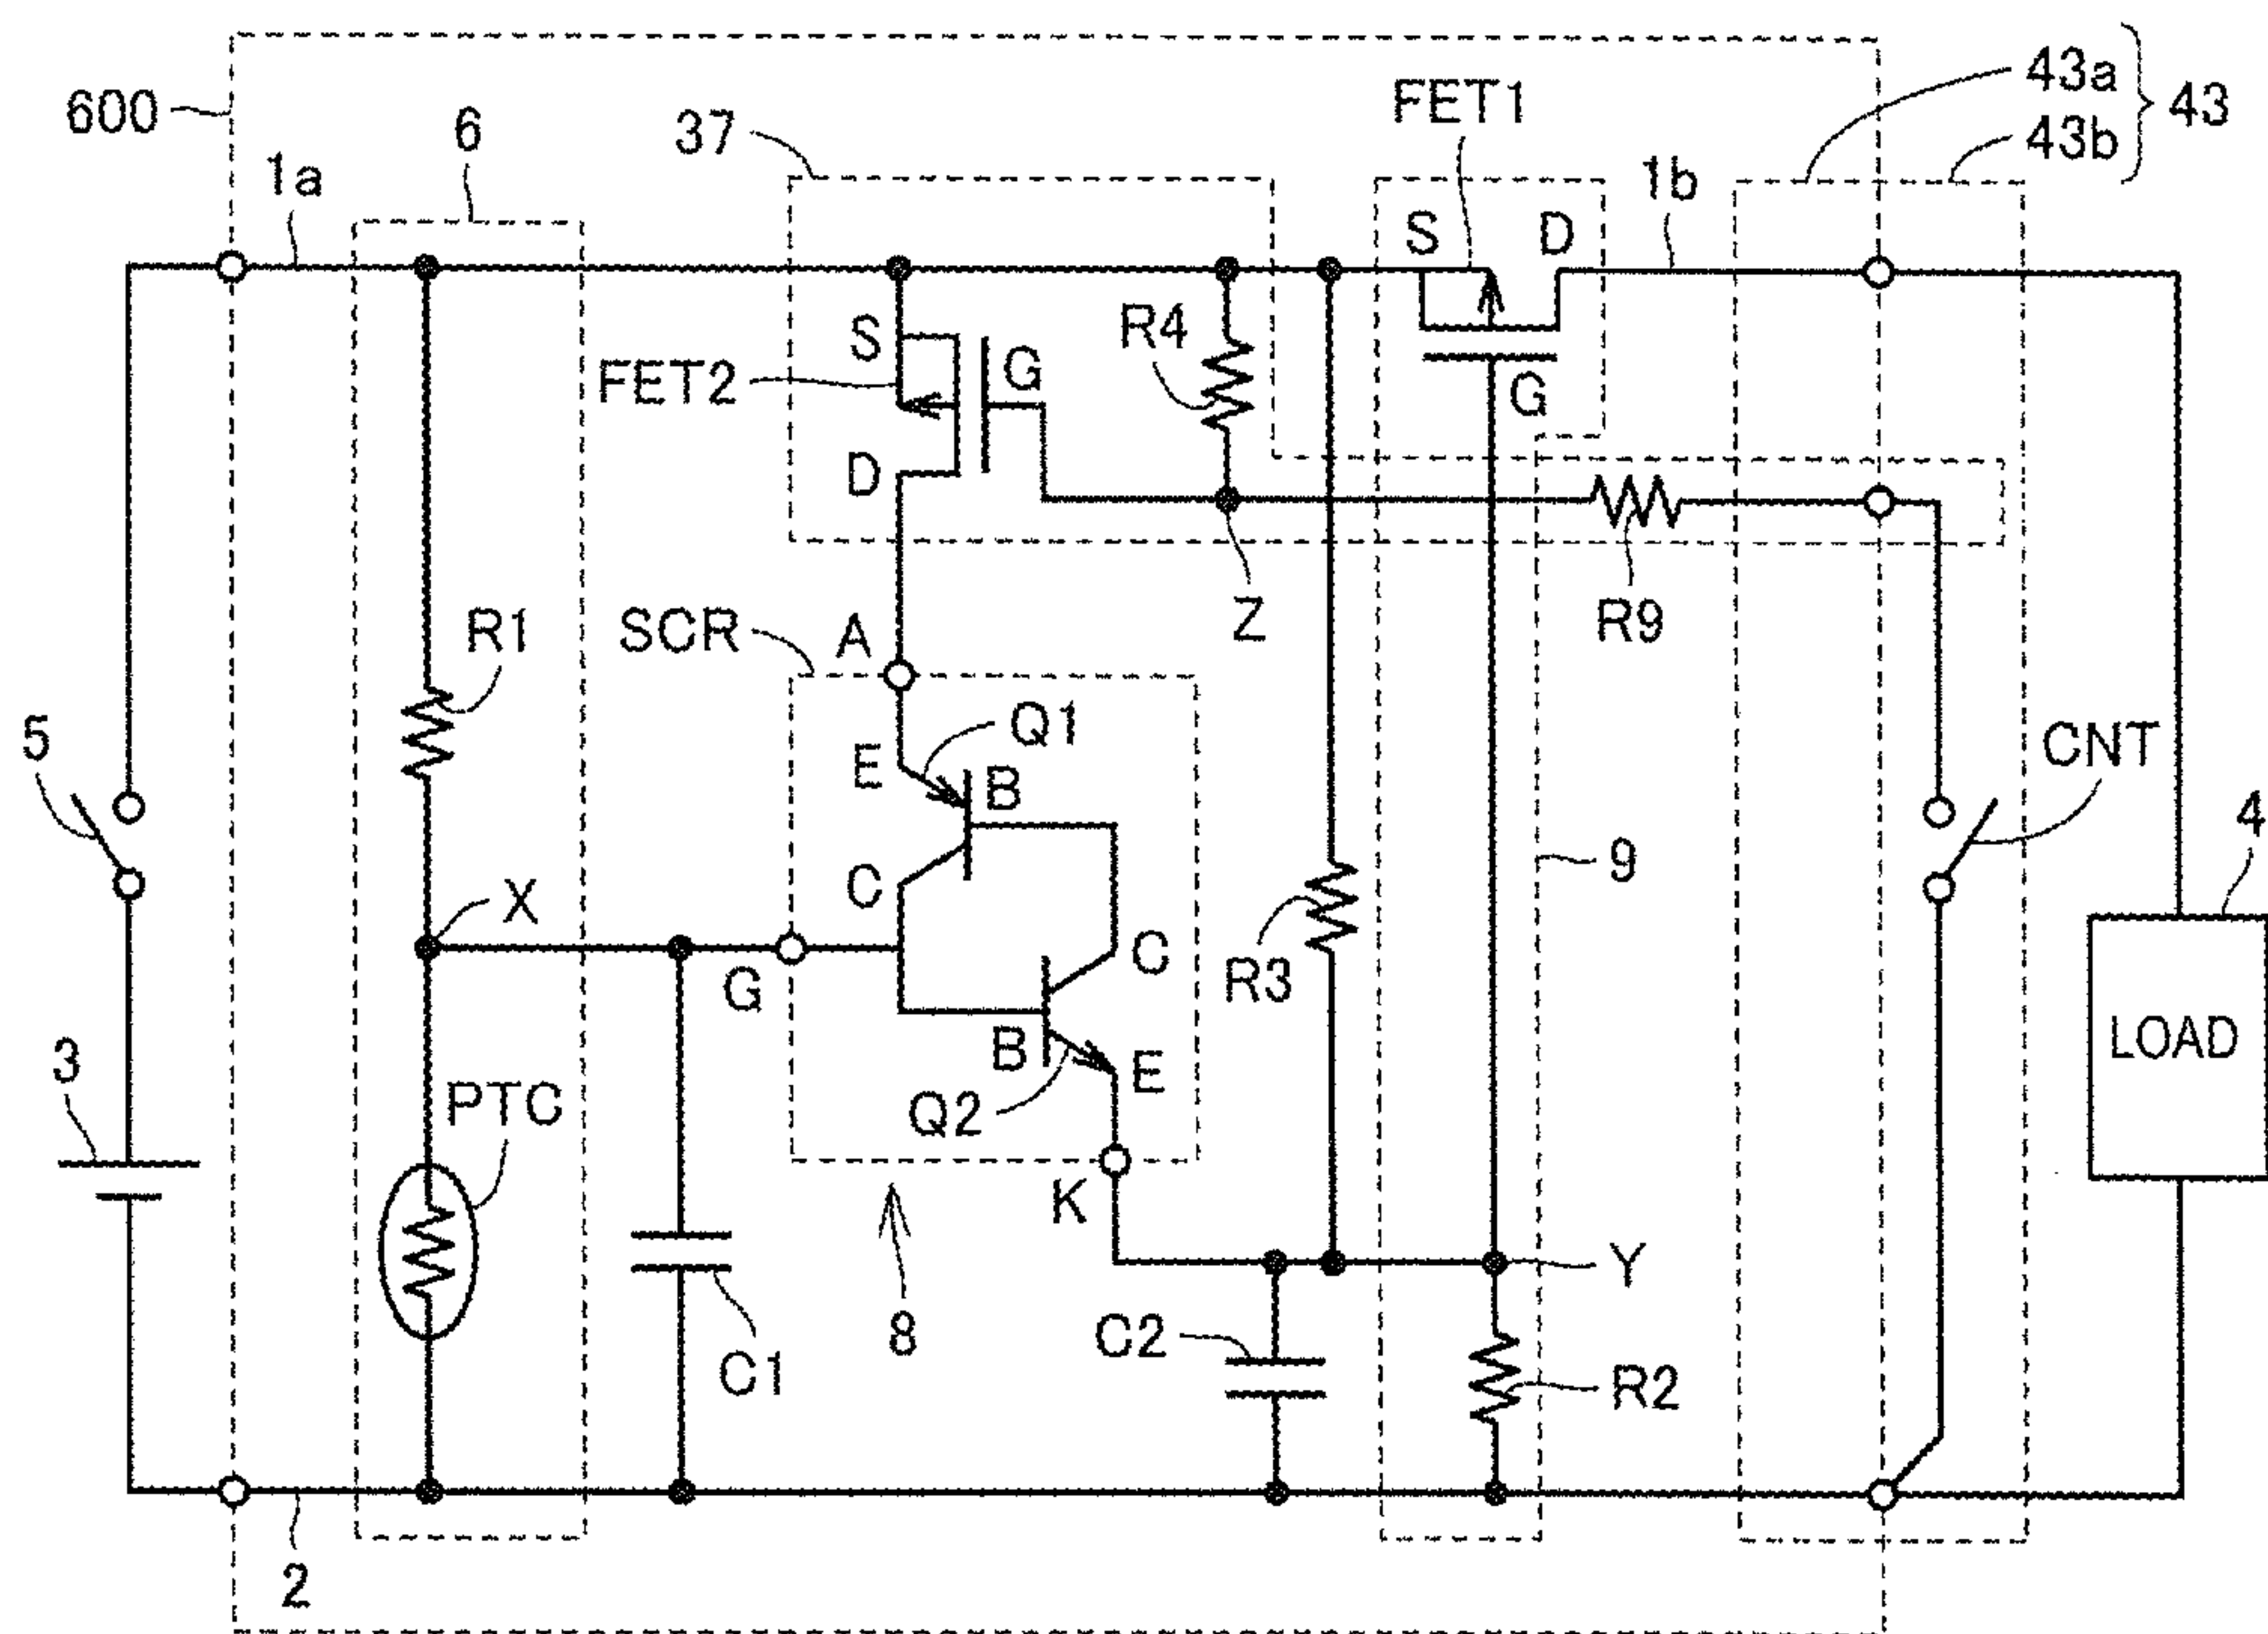 600
6
37
FET1
43a
43b
43
1a
1b
S
D
S
FET2
G
R4
G
D
Z
R9
R1
SCR
A
Q1
E
B
5
CNT
4
C
9
X
G
C
R3
LOAD
B
E
3
PTC
Q2
K
Y
C1
8
C2
R2
2